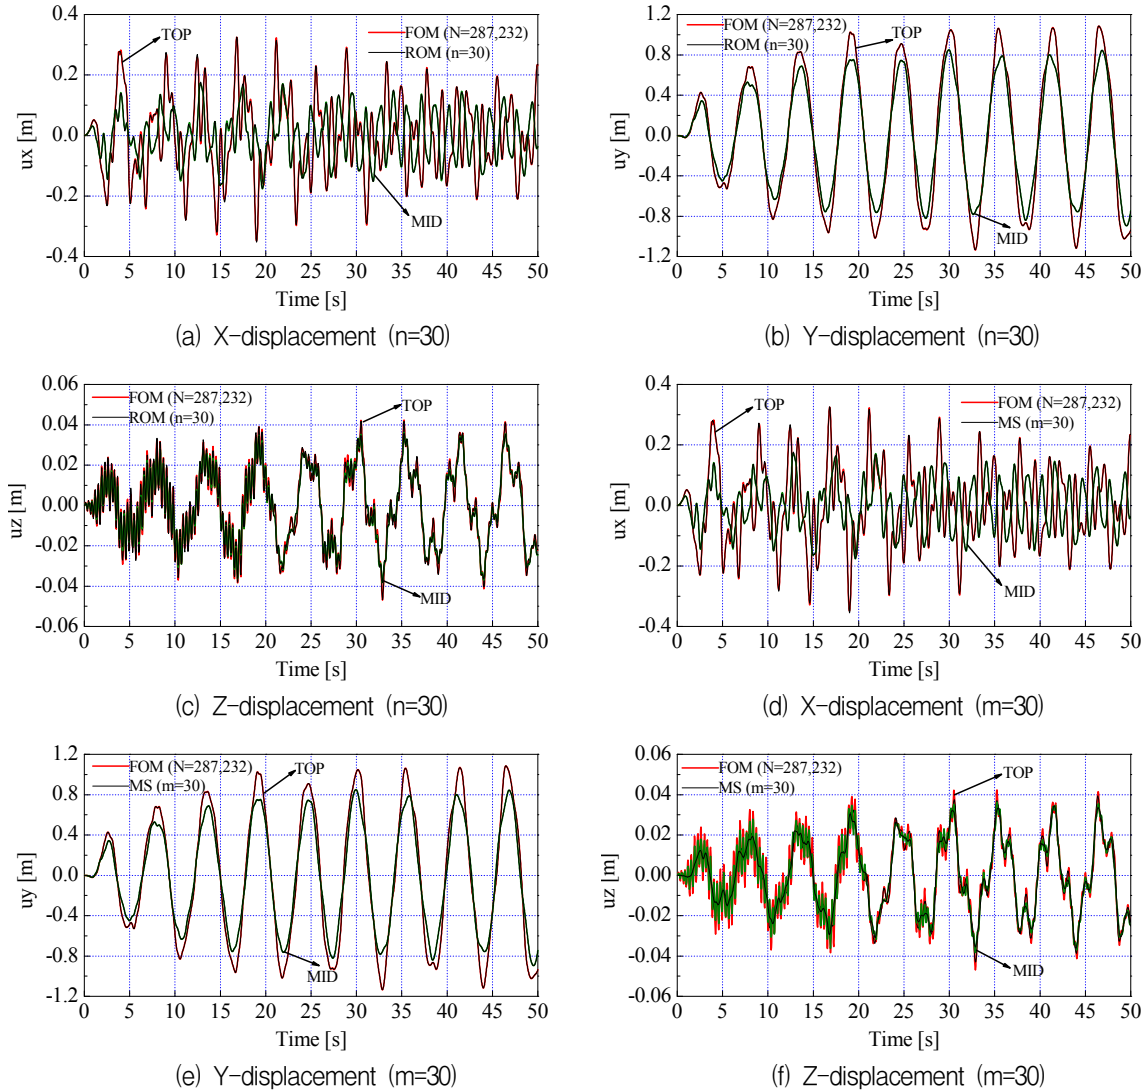 0.4
0.2
0.0
-0.2
-0.4
ux [m]
TOP
FOM (N=287,232)
ROM (n=30)
MID
0 5 10 15 20 25 30 35 40 45 50
Time [s]
(a) X-displacement (n=30)
1.2
0.8
0.4
0.0
-0.4
-0.8
-1.2
uy [m]
FOM (N=287,232)
ROM (n=30)
TOP
MID
0 5 10 15 20 25 30 35 40 45 50
Time [s]
(b) Y-displacement (n=30)
0.06
0.04
0.02
0.00
-0.02
-0.04
-0.06
uz [m]
FOM (N=287,232)
ROM (n=30)
TOP
MID
0 5 10 15 20 25 30 35 40 45 50
Time [s]
(c) Z-displacement (n=30)
0.4
0.2
0.0
-0.2
-0.4
ux [m]
TOP
FOM (N=287,232)
MS (m=30)
MID
0 5 10 15 20 25 30 35 40 45 50
Time [s]
(d) X-displacement (m=30)
1.2
0.8
0.4
0.0
-0.4
-0.8
-1.2
uy [m]
FOM (N=287,232)
MS (m=30)
TOP
MID
0 5 10 15 20 25 30 35 40 45 50
Time [s]
(e) Y-displacement (m=30)
0.06
0.04
0.02
0.00
-0.02
-0.04
-0.06
uz [m]
FOM (N=287,232)
MS (m=30)
TOP
MID
0 5 10 15 20 25 30 35 40 45 50
Time [s]
(f) Z-displacement (m=30)